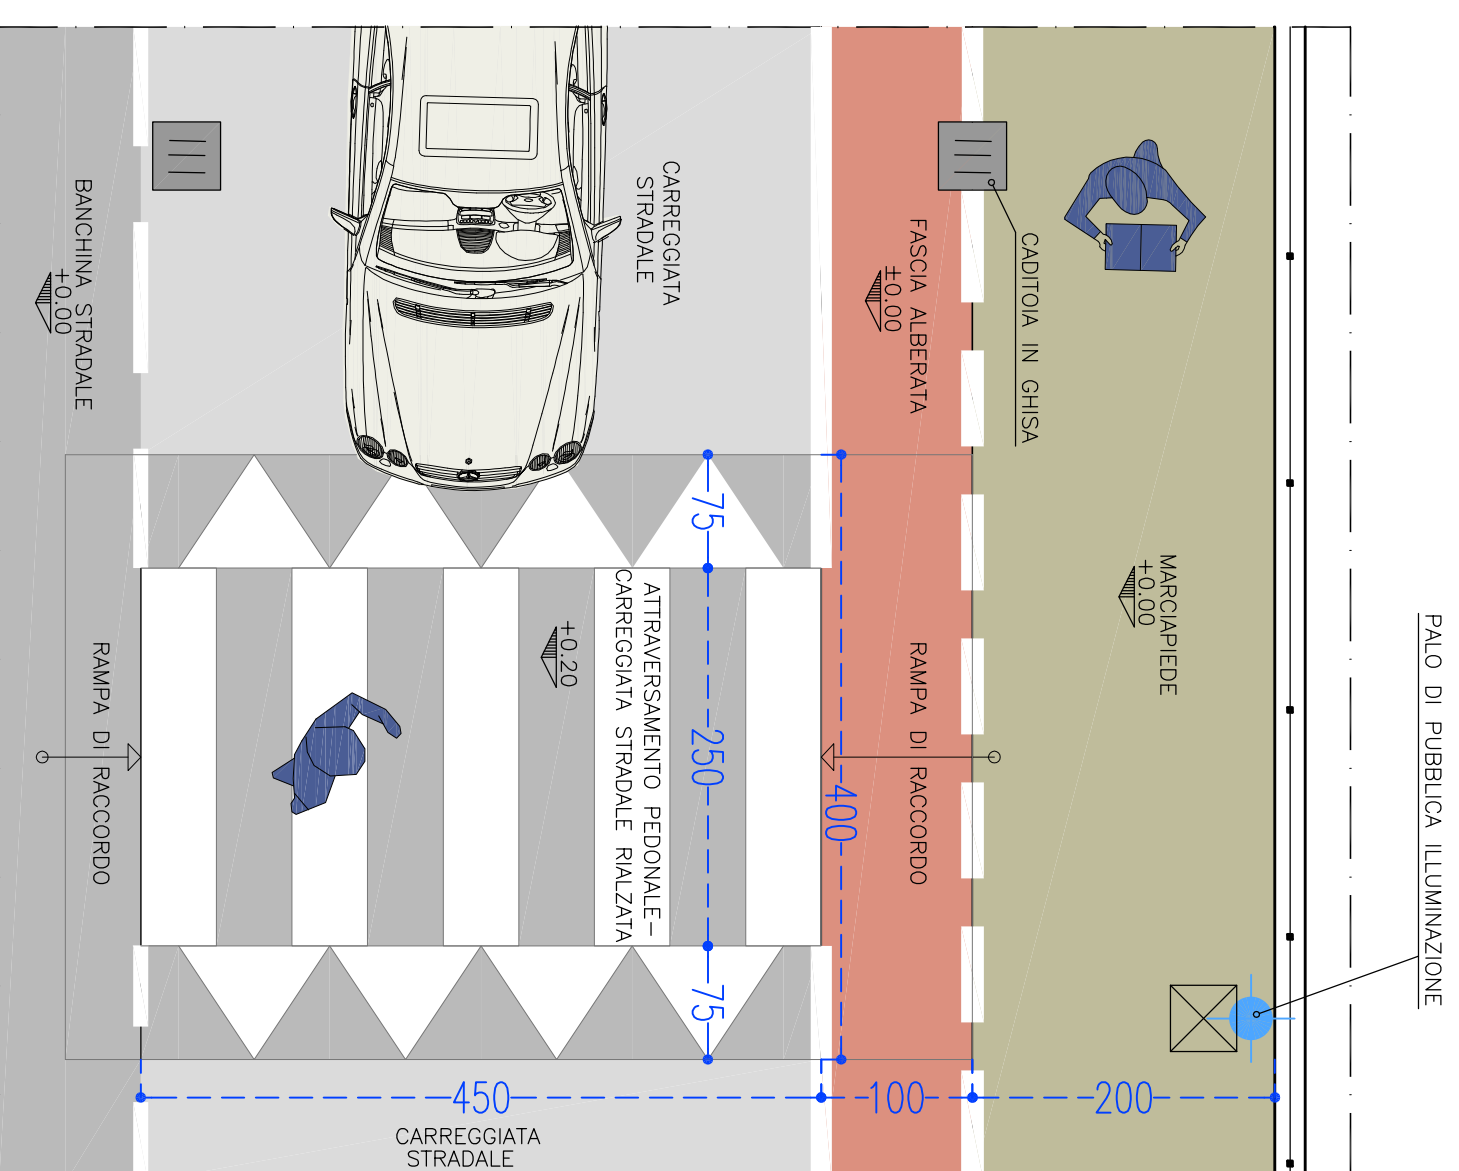 BANCHINA STRADALE
+0.00
CARREGGIATA
STRADALE
FASCIA ALBERATA
±0.00
CADITOIA IN GHISA
MARCIAPIEDE
+0.00
PALO DI PUBBLICA ILLUMINAZIONE
RAMPA DI RACCORDO
+0.20
ATTRAVERSAMENTO PEDONALE-
CARREGGIATA STRADALE RIALZATA
RAMPA DI RACCORDO
75
250
75
400
450
100
200
CARREGGIATA
STRADALE